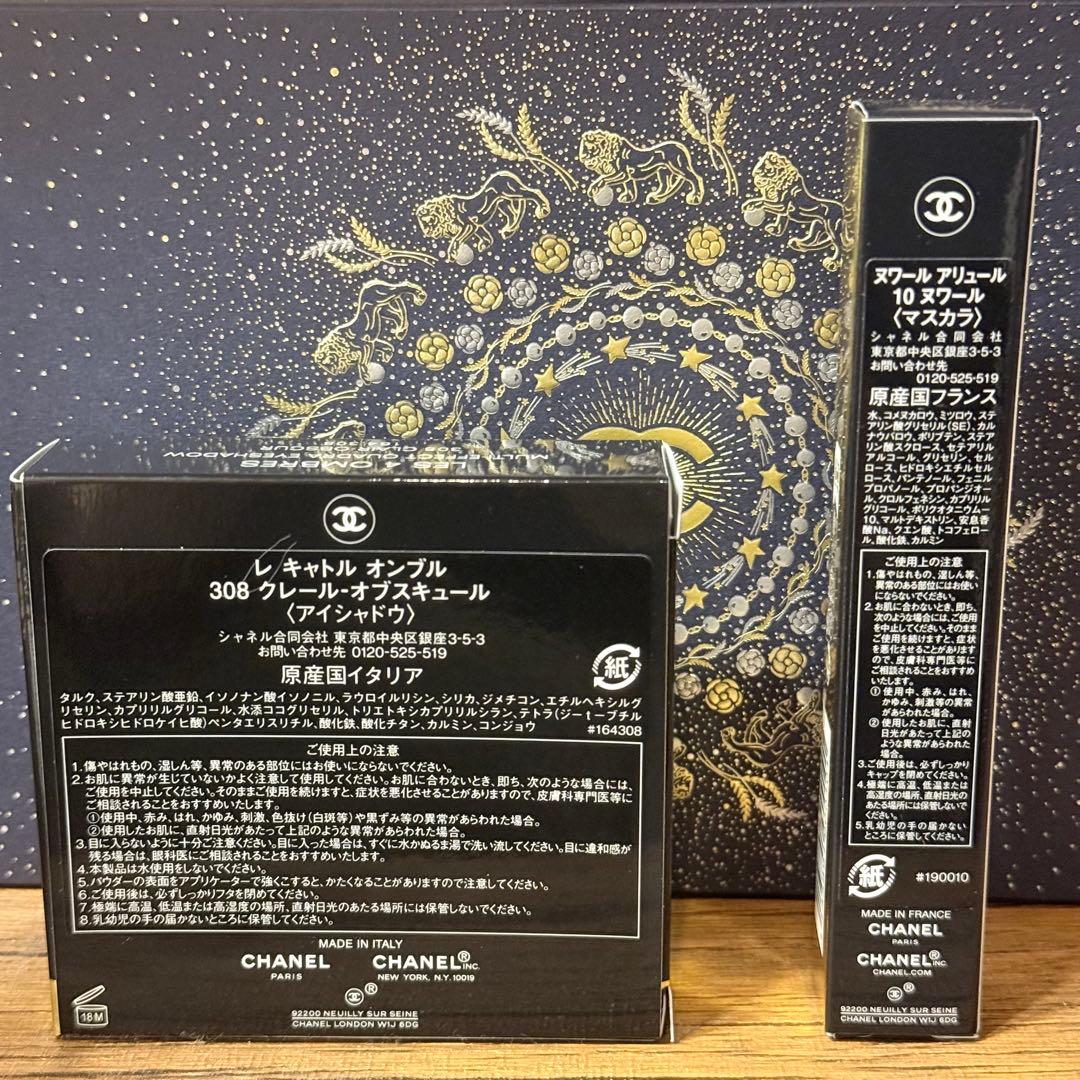 LES 4 OMBRES
レ キャトル オンブル
308 クレール-オブスキュール
〈アイシャドウ〉
シャネル合同会社 東京都中央区銀座3-5-3
お問い合わせ先 0120-525-519
原産国イタリア
紙
タルク、ステアリン酸亜鉛、イソノナン酸イソノニル、ラウロイルリシン、シリカ、ジメチコン、エチルヘキシルグ
リセリン、カプリリルグリコール、水添ココグリセリル、トリエトキシカプリリルシラン、テトラ(ジーt−ブチル
ヒドロキシヒドロケイヒ酸)ペンタエリスリチル、酸化鉄、酸化チタン、カルミン、コンジョウ
#164308
ご使用上の注意
1.傷やはれもの、湿しん等、異常のある部位にはお使いにならないでください。
2.お肌に異常が生じていないかよく注意して使用してください。お肌に合わないとき、即ち、次のような場合には、
ご使用を中止してください。そのままご使用を続けますと、症状を悪化させることがありますので、皮膚科専門医等に
ご相談されることをおすすめいたします。
①使用中、赤み、はれ、かゆみ、刺激、色抜け(白斑等)や黒ずみ等の異常があらわれた場合。
②使用したお肌に、直射日光があたって上記のような異常があらわれた場合。
3.目に入らないように十分ご注意ください。目に入った場合は、すぐに水かぬるま湯で洗い流してください。目に違和感が
残る場合は、眼科医にご相談されることをおすすめいたします。
4.本製品は水使用をしないでください。
5.パウダーの表面をアプリケーターで強くこすると、かたくなることがありますので注意してください。
6.ご使用後は、必ずしっかりフタを閉めてください。
7.極端に高温、低温または高湿度の場所、直射日光のあたる場所には保管しないでください。
8.乳幼児の手の届かないところに保管してください。
MADE IN ITALY
CHANEL CHANEL® INC.
PARIS NEW YORK, N.Y. 10019
®
18M
92200 NEUILLY SUR SEINE
CHANEL LONDON W1J 6DG
ヌワール アリュール
10 ヌワール
〈マスカラ〉
シャネル合同会社
東京都中央区銀座3-5-3
お問い合わせ先
0120-525-519
原産国フランス
水、コメヌカロウ、ミツロウ、ステ
アリン酸グリセリル(SE)、カル
ナウバロウ、ポリブテン、ステア
リン酸スクロース、セテアリル
アルコール、グリセリン、セル
ロース、ヒドロキシエチルセル
ロース、パンテノール、フェニル
プロパノール、プロパンジオー
ル、クロルフェネシン、カプリリル
グリコール、ポリクオタニウム-
10、マルトデキストリン、安息香
酸Na、クエン酸、トコフェロー
ル、酸化鉄、カルミン
ご使用上の注意
1.傷やはれもの、湿しん等、
異常のある部位にはお使い
にならないでください。
2.お肌に合わないとき、即ち、
次のような場合には、ご使用
を中止してください。そのまま
ご使用を続けますと、症状
を悪化させることがあります
ので、皮膚科専門医等に
ご相談されることをおすすめ
いたします。
①使用中、赤み、はれ、
かゆみ、刺激等の異常
があらわれた場合。
②使用したお肌に、直射
日光があたって上記の
ような異常があらわれた
場合。
3.ご使用後は、必ずしっかり
キャップを閉めてください。
4.極端に高温、低温または
高湿度の場所、直射日光の
あたる場所には保管しないで
ください。
5.乳幼児の手の届かない
ところに保管してください。
紙
#190010
MADE IN FRANCE
CHANEL
PARIS
CHANEL® INC.
CHANEL.COM
®
92200 NEUILLY SUR SEINE
CHANEL LONDON W1J 6DG